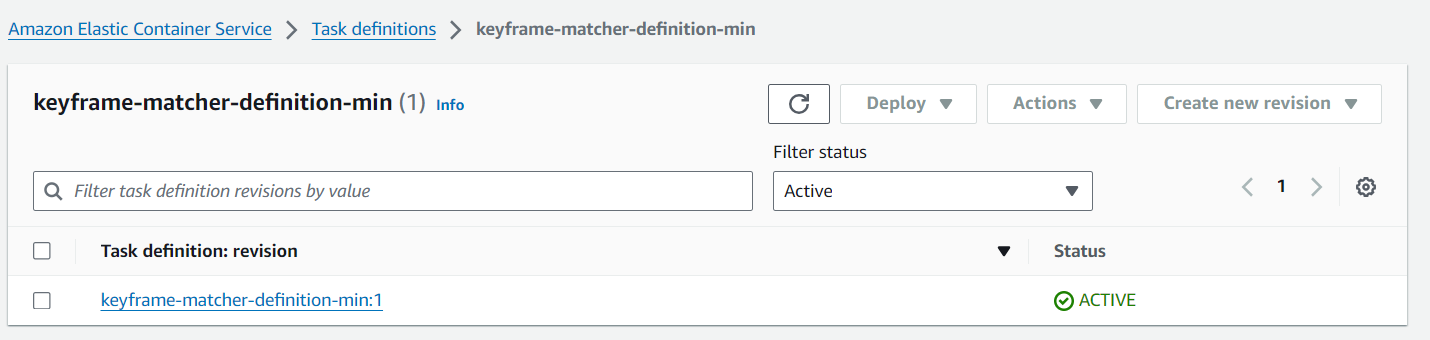 Amazon Elastic Container Service > Task definitions > keyframe-matcher-definition-min
keyframe-matcher-definition-min (1) Info
Deploy Actions Create new revision
Filter status
Filter task definition revisions by value
Active
1
Task definition: revision Status
keyframe-matcher-definition-min:1 ACTIVE